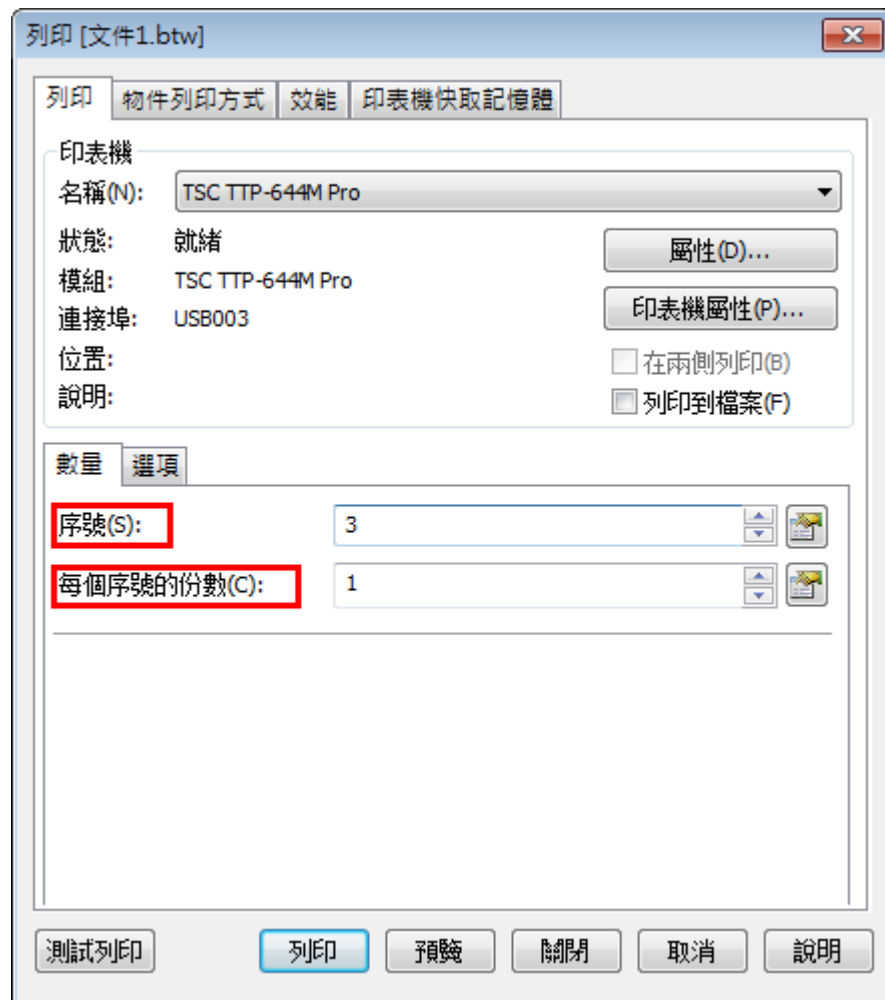 列印 [文件1.btw]
列印 物件列印方式 效能 印表機快取記憶體
印表機
名稱(N): TSC TTP-644M Pro
狀態: 就緒 屬性(D)...
模組: TSC TTP-644M Pro
連接埠: USB003 印表機屬性(P)...
位置: 在兩側列印(B)
說明: 列印到檔案(F)
數量 選項
序號(S): 3
每個序號的份數(C): 1
測試列印 列印 預覽 關閉 取消 說明